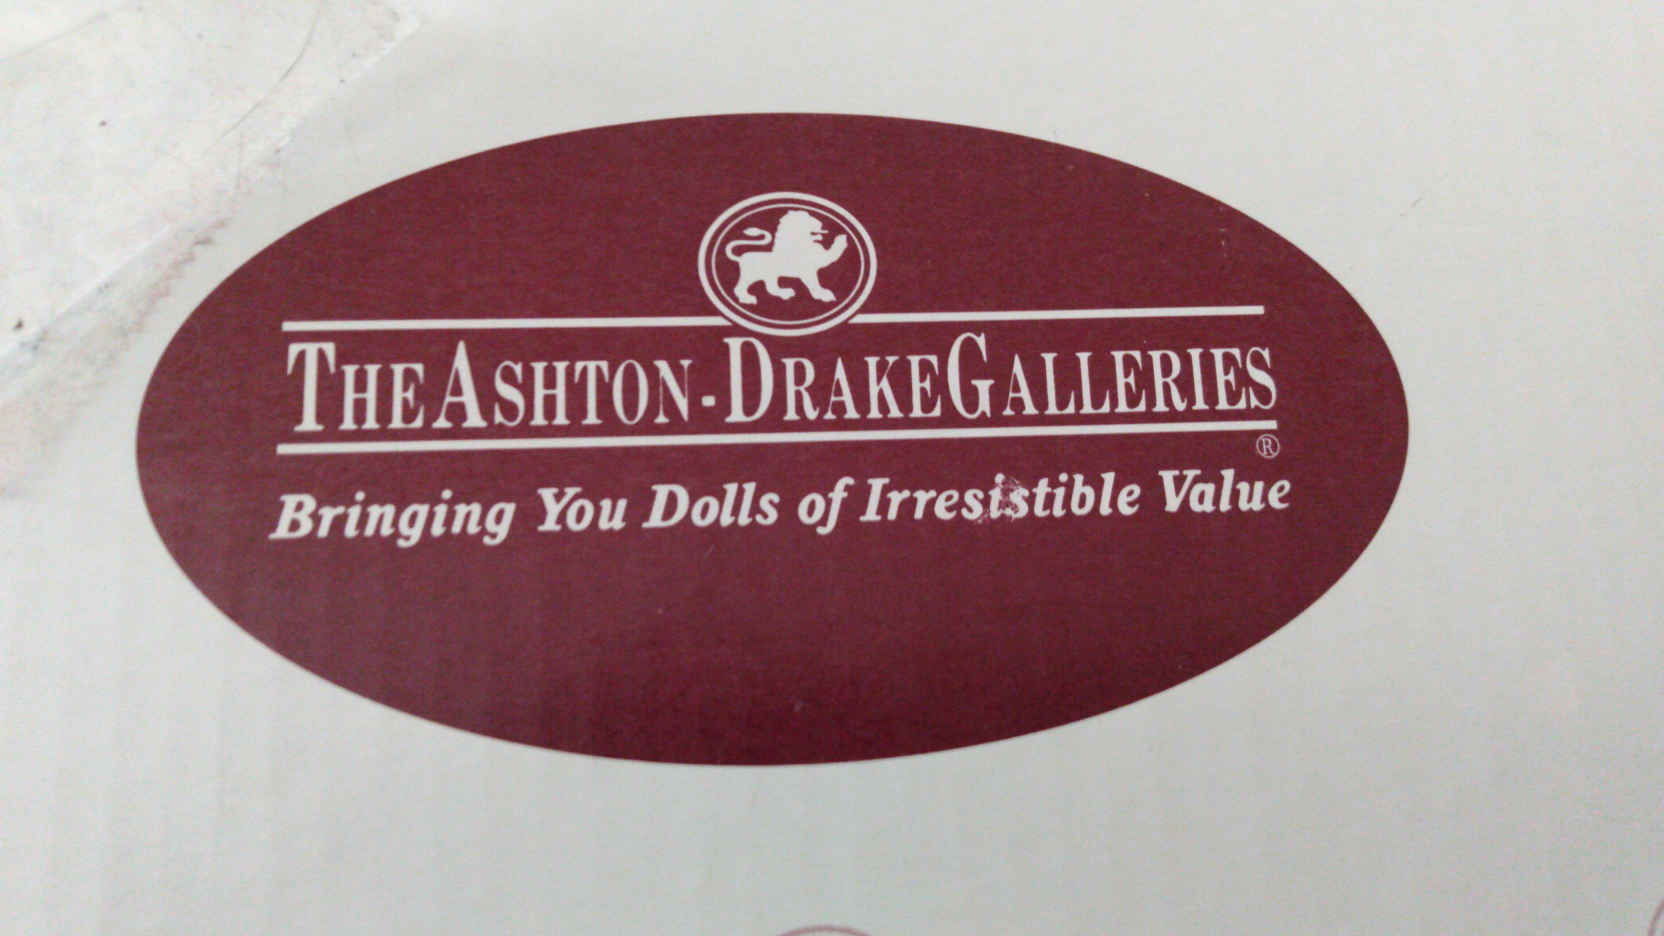 The Ashton-Drake Galleries
®
Bringing You Dolls of Irresistible Value